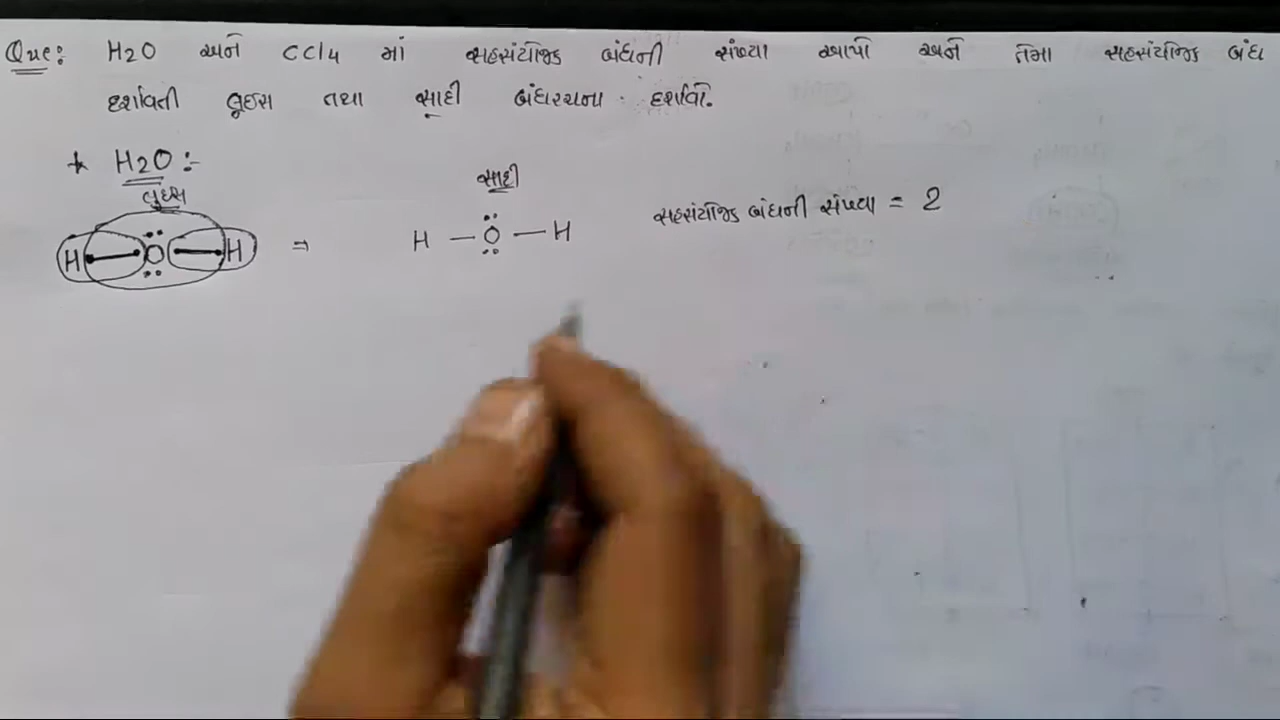 Que: H2O અને CCl4 માં સહસંયોજક બંધની સંખ્યા આપો અને તેમા સહસંયોજક બંધ
દર્શાવતી લૂઇસ તથા સાદી બંધારચના દર્શાવો.
* H2O :-
લુઇસ
સાદી
સહસંયોજક બંધની સંખ્યા = 2
H O H ⇒ H — O — H